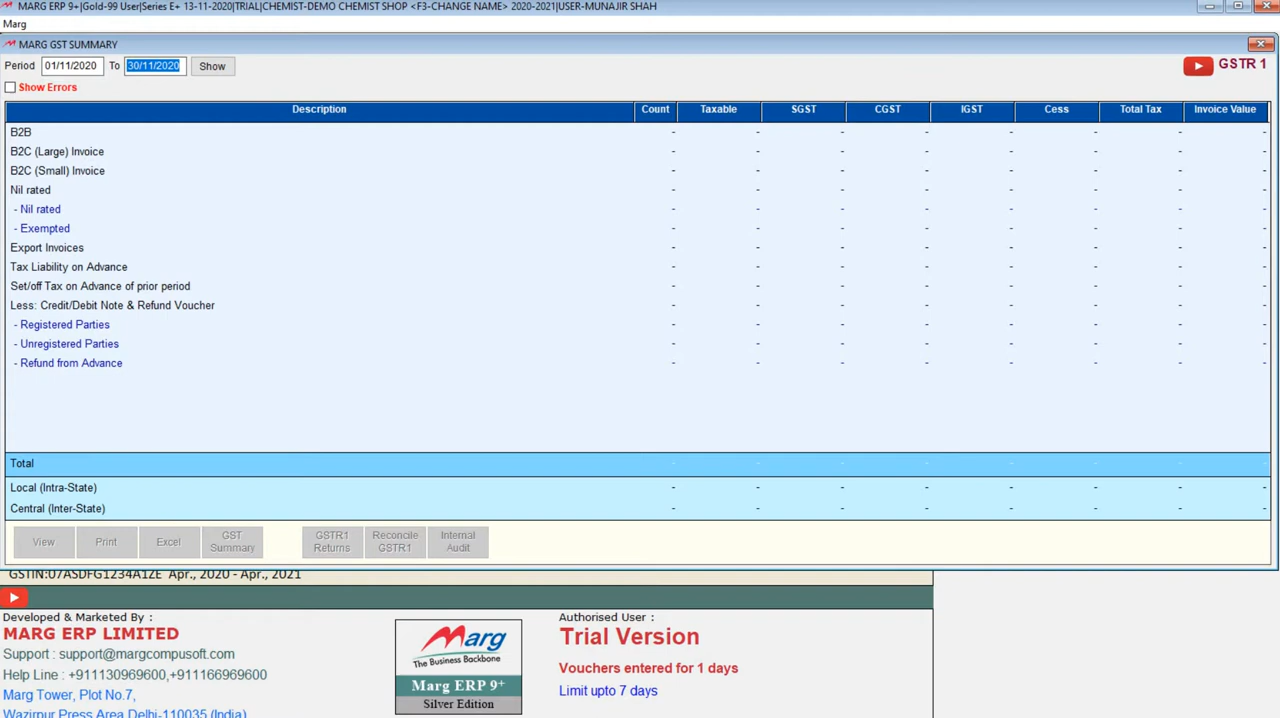 MARG ERP 9+|Gold-99 User|Series E+ 13-11-2020|TRIAL|CHEMIST-DEMO CHEMIST SHOP <F3-CHANGE NAME> 2020-2021|USER-MUNAJIR SHAH
Marg
MARG GST SUMMARY
Period 01/11/2020 To 30/11/2020 Show GSTR 1
Show Errors
Description Count Taxable SGST CGST IGST Cess Total Tax Invoice Value
B2B - - - - - - - -
B2C (Large) Invoice - - - - - - - -
B2C (Small) Invoice - - - - - - - -
Nil rated - - - - - - - -
- Nil rated - - - - - - - -
- Exempted - - - - - - - -
Export Invoices - - - - - - - -
Tax Liability on Advance - - - - - - - -
Set/off Tax on Advance of prior period - - - - - - - -
Less: Credit/Debit Note & Refund Voucher - - - - - - - -
- Registered Parties - - - - - - - -
- Unregistered Parties - - - - - - - -
- Refund from Advance - - - - - - - -
Total - - - - - - - -
Local (Intra-State) - - - - - - - -
Central (Inter-State) - - - - - - - -
View Print Excel GST Summary GSTR1 Returns Reconcile GSTR1 Internal Audit
GSTIN:07ASDFG1234A1ZE Apr., 2020 - Apr., 2021
Developed & Marketed By :
MARG ERP LIMITED
Support : support@margcompusoft.com
Help Line : +911130969600,+911166969600
Marg Tower, Plot No.7,
Wazirpur Press Area Delhi-110035 (India)
Marg
The Business Backbone
Marg ERP 9+
Silver Edition
Authorised User :
Trial Version
Vouchers entered for 1 days
Limit upto 7 days